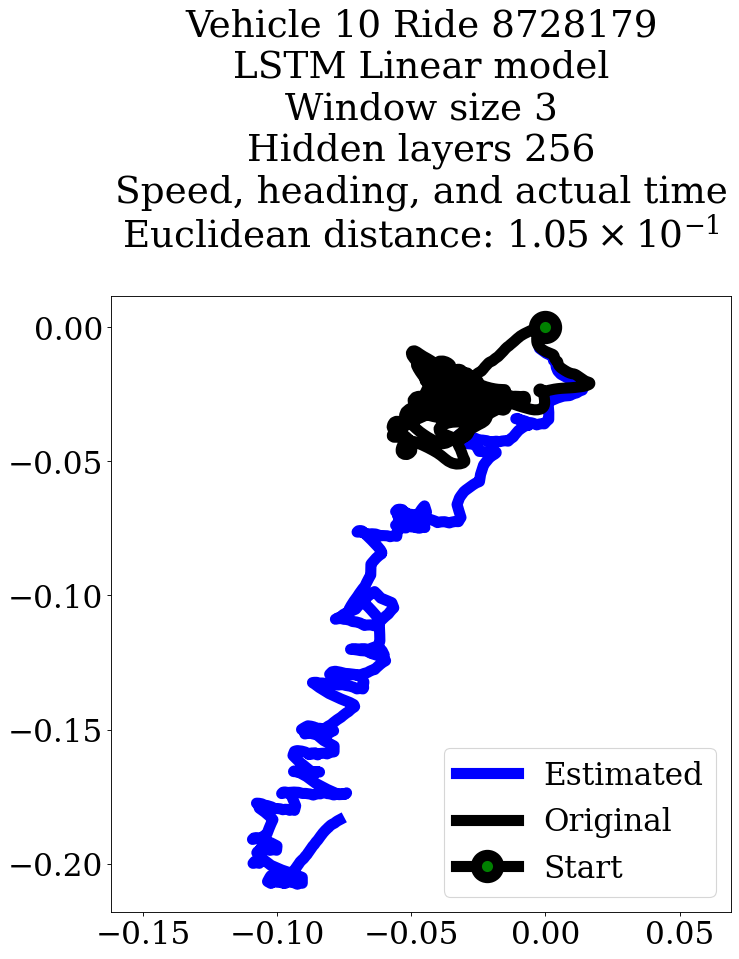 Vehicle 10 Ride 8728179
LSTM Linear model
Window size 3
Hidden layers 256
Speed, heading, and actual time
Euclidean distance: 1.05 × 10⁻¹
0.00
−0.05
−0.10
−0.15
−0.20
Estimated
Original
Start
−0.15 −0.10 −0.05 0.00 0.05